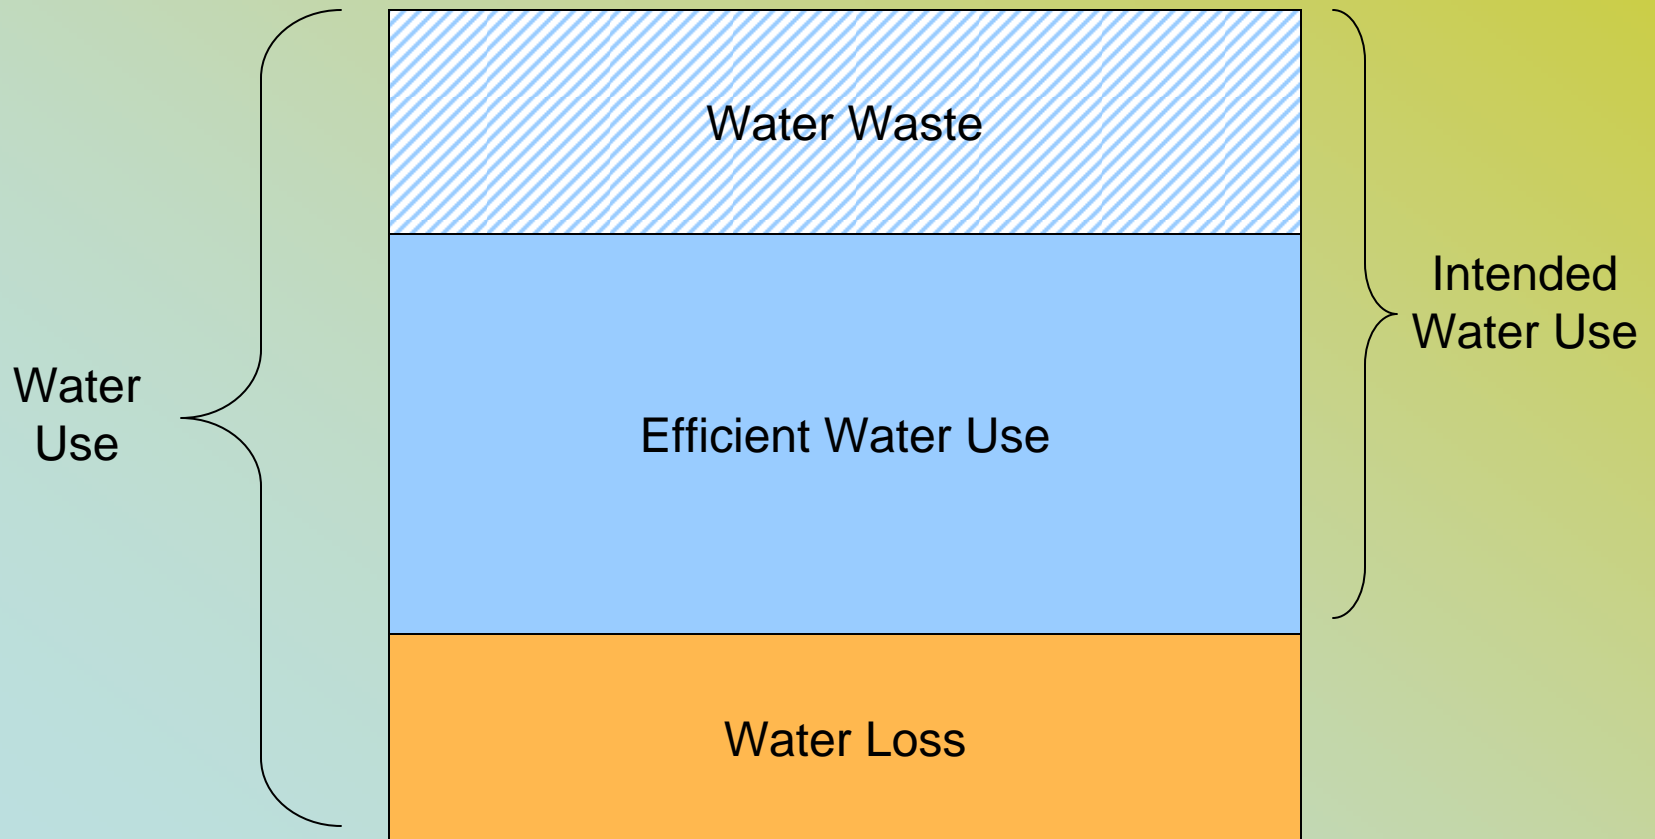 Water Waste
Intended
Water Use
Water
Use
Efficient Water Use
Water Loss